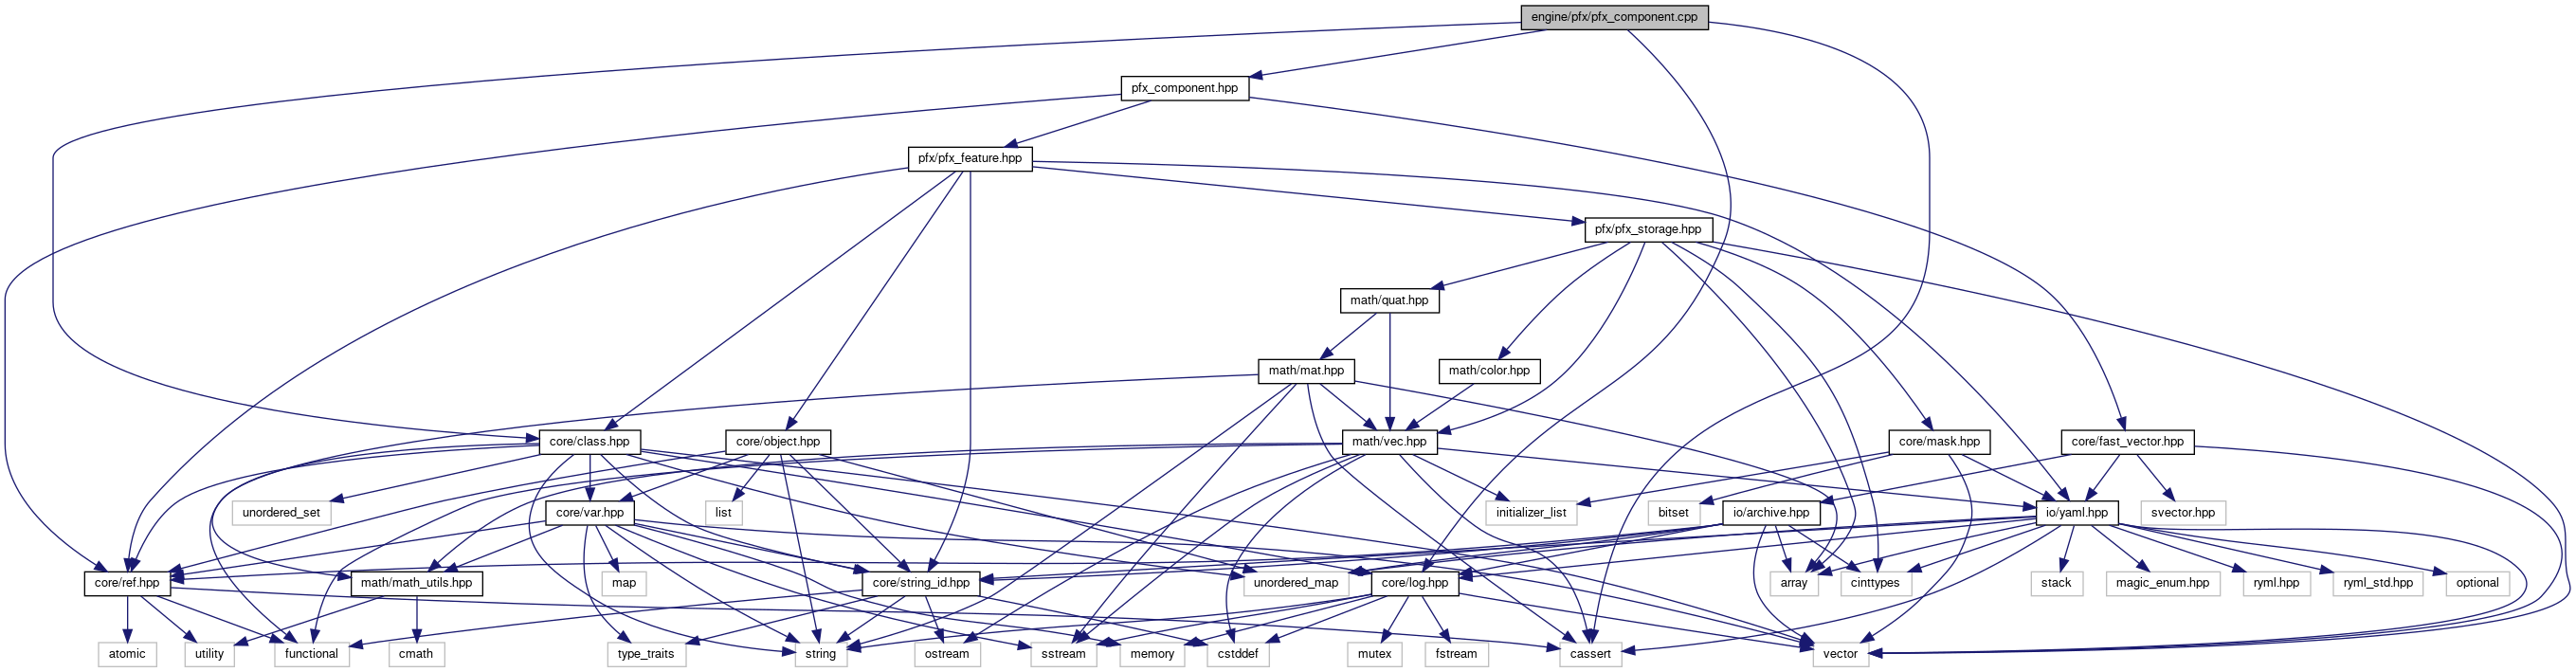 engine/pfx/pfx_component.cpp
pfx_component.hpp
pfx/pfx_feature.hpp
pfx/pfx_storage.hpp
math/quat.hpp
math/mat.hpp
math/color.hpp
core/class.hpp
core/object.hpp
math/vec.hpp
core/mask.hpp
core/fast_vector.hpp
unordered_set
core/var.hpp
list
initializer_list
bitset
io/archive.hpp
io/yaml.hpp
svector.hpp
core/ref.hpp
math/math_utils.hpp
map
core/string_id.hpp
unordered_map
core/log.hpp
array
cinttypes
stack
magic_enum.hpp
ryml.hpp
ryml_std.hpp
optional
atomic
utility
functional
cmath
type_traits
string
ostream
sstream
memory
cstddef
mutex
fstream
cassert
vector